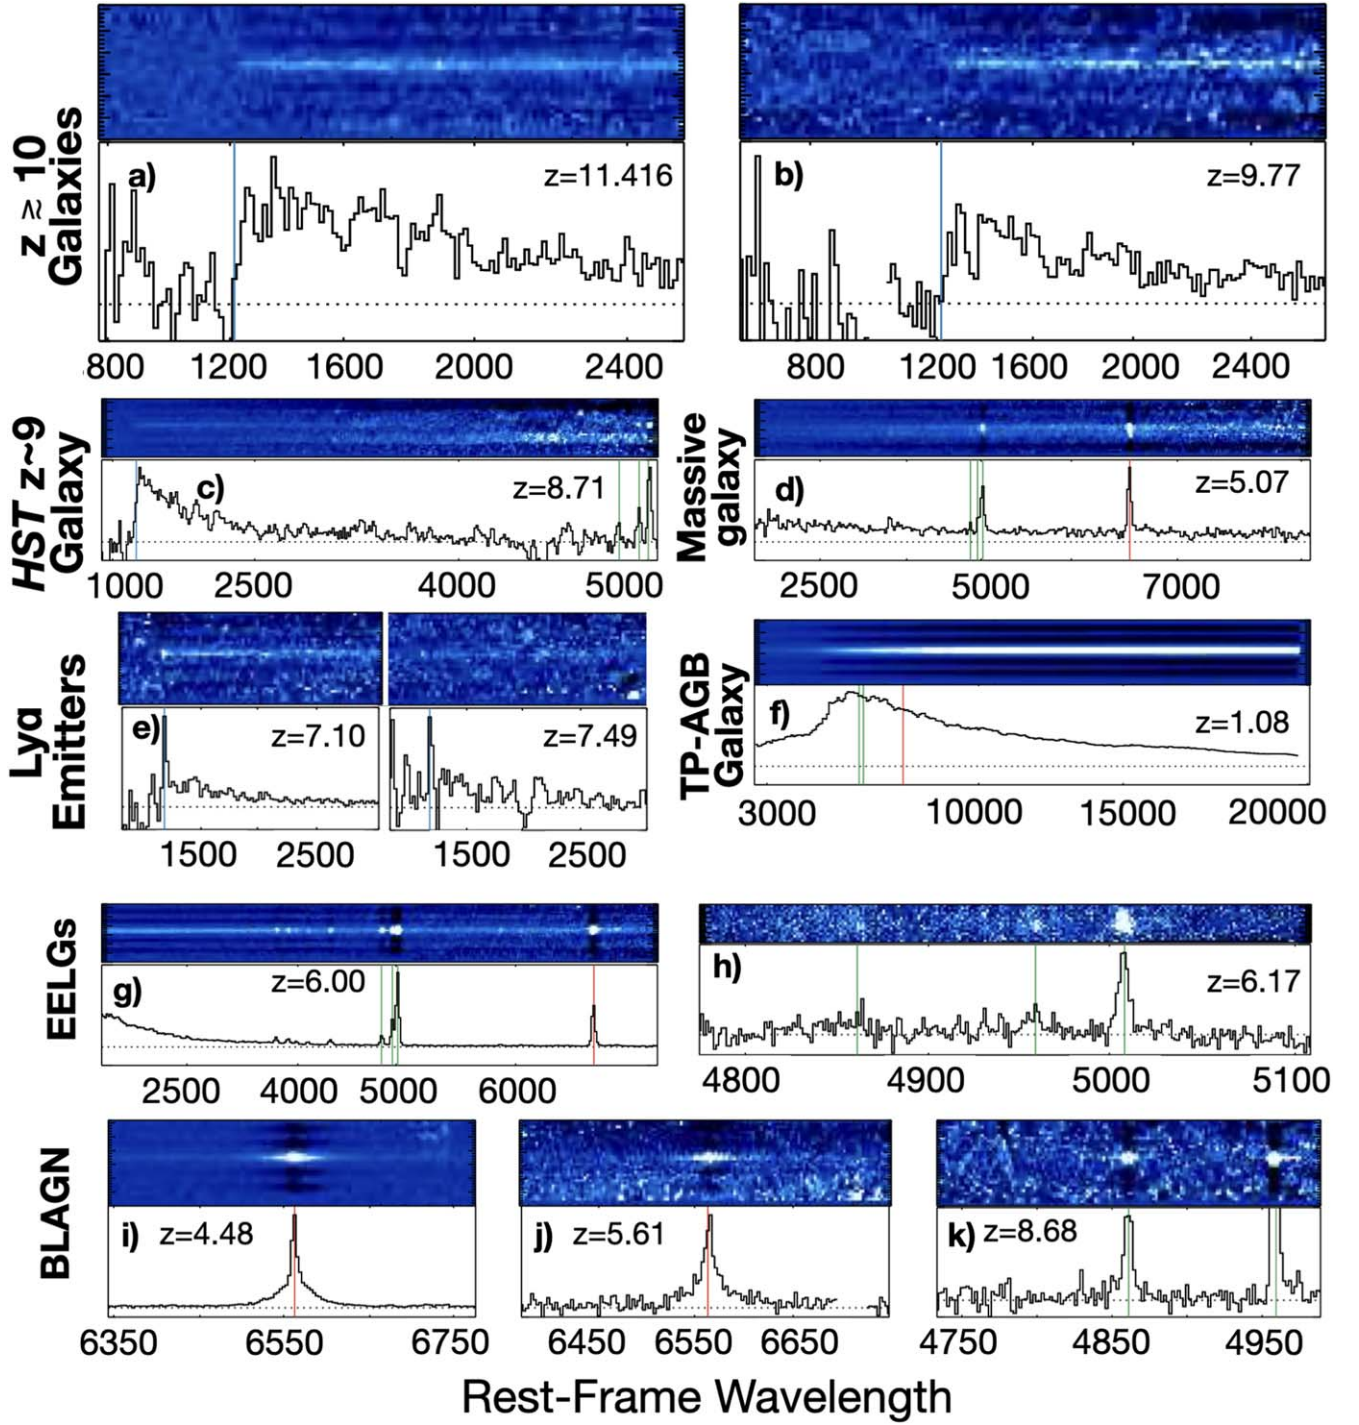 z ≥ 10
Galaxies
a)
z=11.416
800 1200 1600 2000 2400
b)
z=9.77
800 1200 1600 2000 2400
HST z~9
Galaxy
c)
z=8.71
1000 2500 4000 5000
Massive
galaxy
d)
z=5.07
2500 5000 7000
Lyα
Emitters
e)
z=7.10
1500 2500
z=7.49
1500 2500
TP-AGB
Galaxy
f)
z=1.08
3000 10000 15000 20000
EELGs
g)
z=6.00
2500 4000 5000 6000
h)
z=6.17
4800 4900 5000 5100
BLAGN
i) z=4.48
6350 6550 6750
j) z=5.61
6450 6550 6650
k) z=8.68
4750 4850 4950
Rest-Frame Wavelength